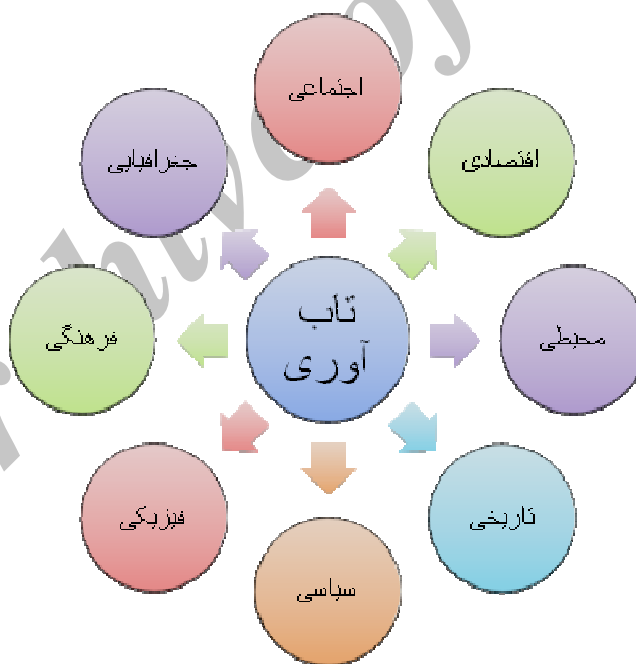 اجتماعی
اقتصادی
محیطی
تاریخی
سیاسی
فیزیکی
فرهنگی
جغرافیایی
تاب
آوری